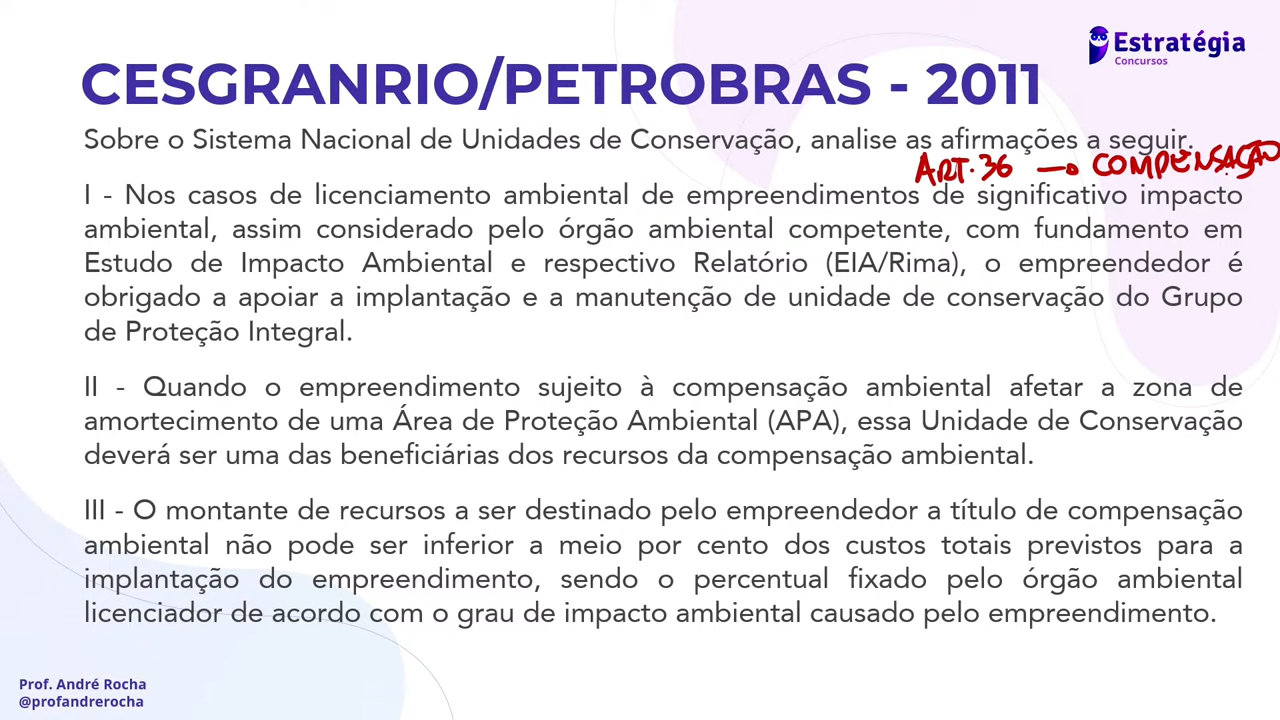 Estratégia
Concursos
CESGRANRIO/PETROBRAS - 2011
Sobre o Sistema Nacional de Unidades de Conservação, analise as afirmações a seguir.
ART. 36 → COMPENSAÇÃO
I - Nos casos de licenciamento ambiental de empreendimentos de significativo impacto
ambiental, assim considerado pelo órgão ambiental competente, com fundamento em
Estudo de Impacto Ambiental e respectivo Relatório (EIA/Rima), o empreendedor é
obrigado a apoiar a implantação e a manutenção de unidade de conservação do Grupo
de Proteção Integral.
II - Quando o empreendimento sujeito à compensação ambiental afetar a zona de
amortecimento de uma Área de Proteção Ambiental (APA), essa Unidade de Conservação
deverá ser uma das beneficiárias dos recursos da compensação ambiental.
III - O montante de recursos a ser destinado pelo empreendedor a título de compensação
ambiental não pode ser inferior a meio por cento dos custos totais previstos para a
implantação do empreendimento, sendo o percentual fixado pelo órgão ambiental
licenciador de acordo com o grau de impacto ambiental causado pelo empreendimento.
Prof. André Rocha
@profandrerocha